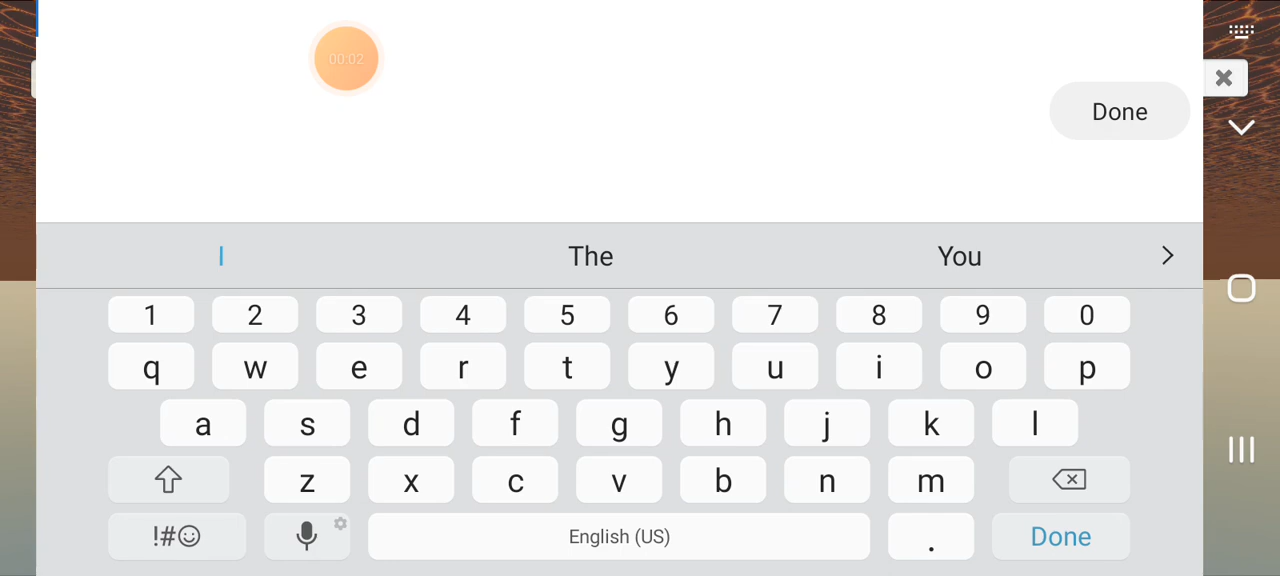 00:02
Done
I The You
1 2 3 4 5 6 7 8 9 0
q w e r t y u i o p
a s d f g h j k l
z x c v b n m
!#☺ English (US) . Done